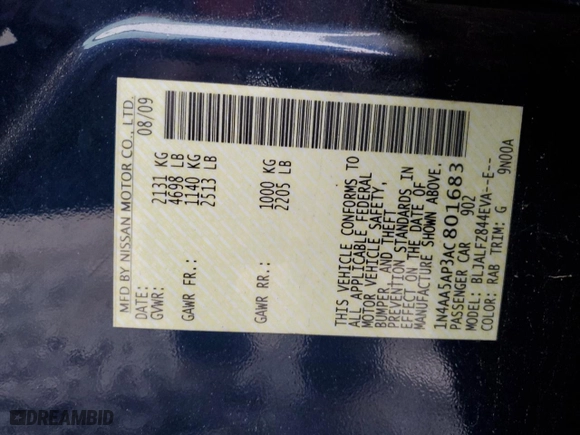 MFD BY NISSAN MOTOR CO., LTD.
DATE: 08/09
GVWR: 2131 KG
4698 LB
GAWR FR.: 1140 KG
2513 LB
GAWR RR.: 1000 KG
2205 LB
THIS VEHICLE CONFORMS TO
ALL APPLICABLE FEDERAL
MOTOR VEHICLE SAFETY,
BUMPER, AND THEFT
PREVENTION STANDARDS IN
EFFECT ON THE DATE OF
MANUFACTURE SHOWN ABOVE.
1N4AA5AP3AC801683
PASSENGER CAR 902
MODEL: BLJALFZ844EVA--E--
COLOR: RAB TRIM: G 9N00A
DREAMBID